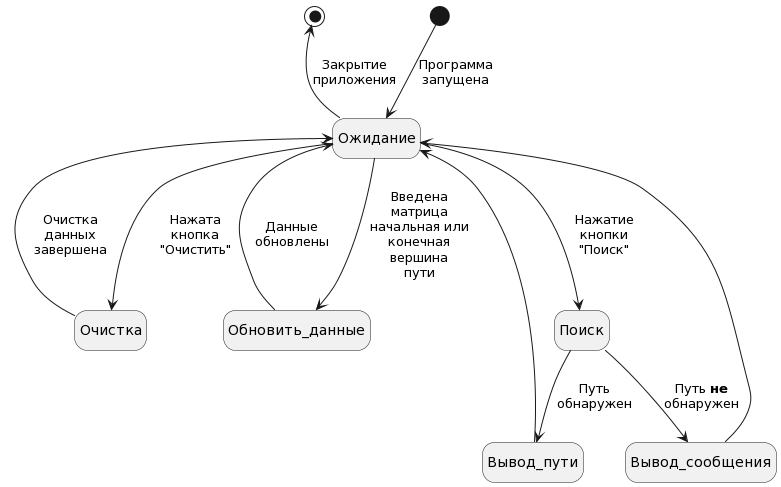 Закрытие
приложения
Программа
запущена
Ожидание
Очистка
данных
завершена
Нажата
кнопка
"Очистить"
Данные
обновлены
Введена
матрица
начальная или
конечная
вершина
пути
Нажатие
кнопки
"Поиск"
Очистка
Обновить_данные
Поиск
Путь
обнаружен
Путь не
обнаружен
Вывод_пути
Вывод_сообщения